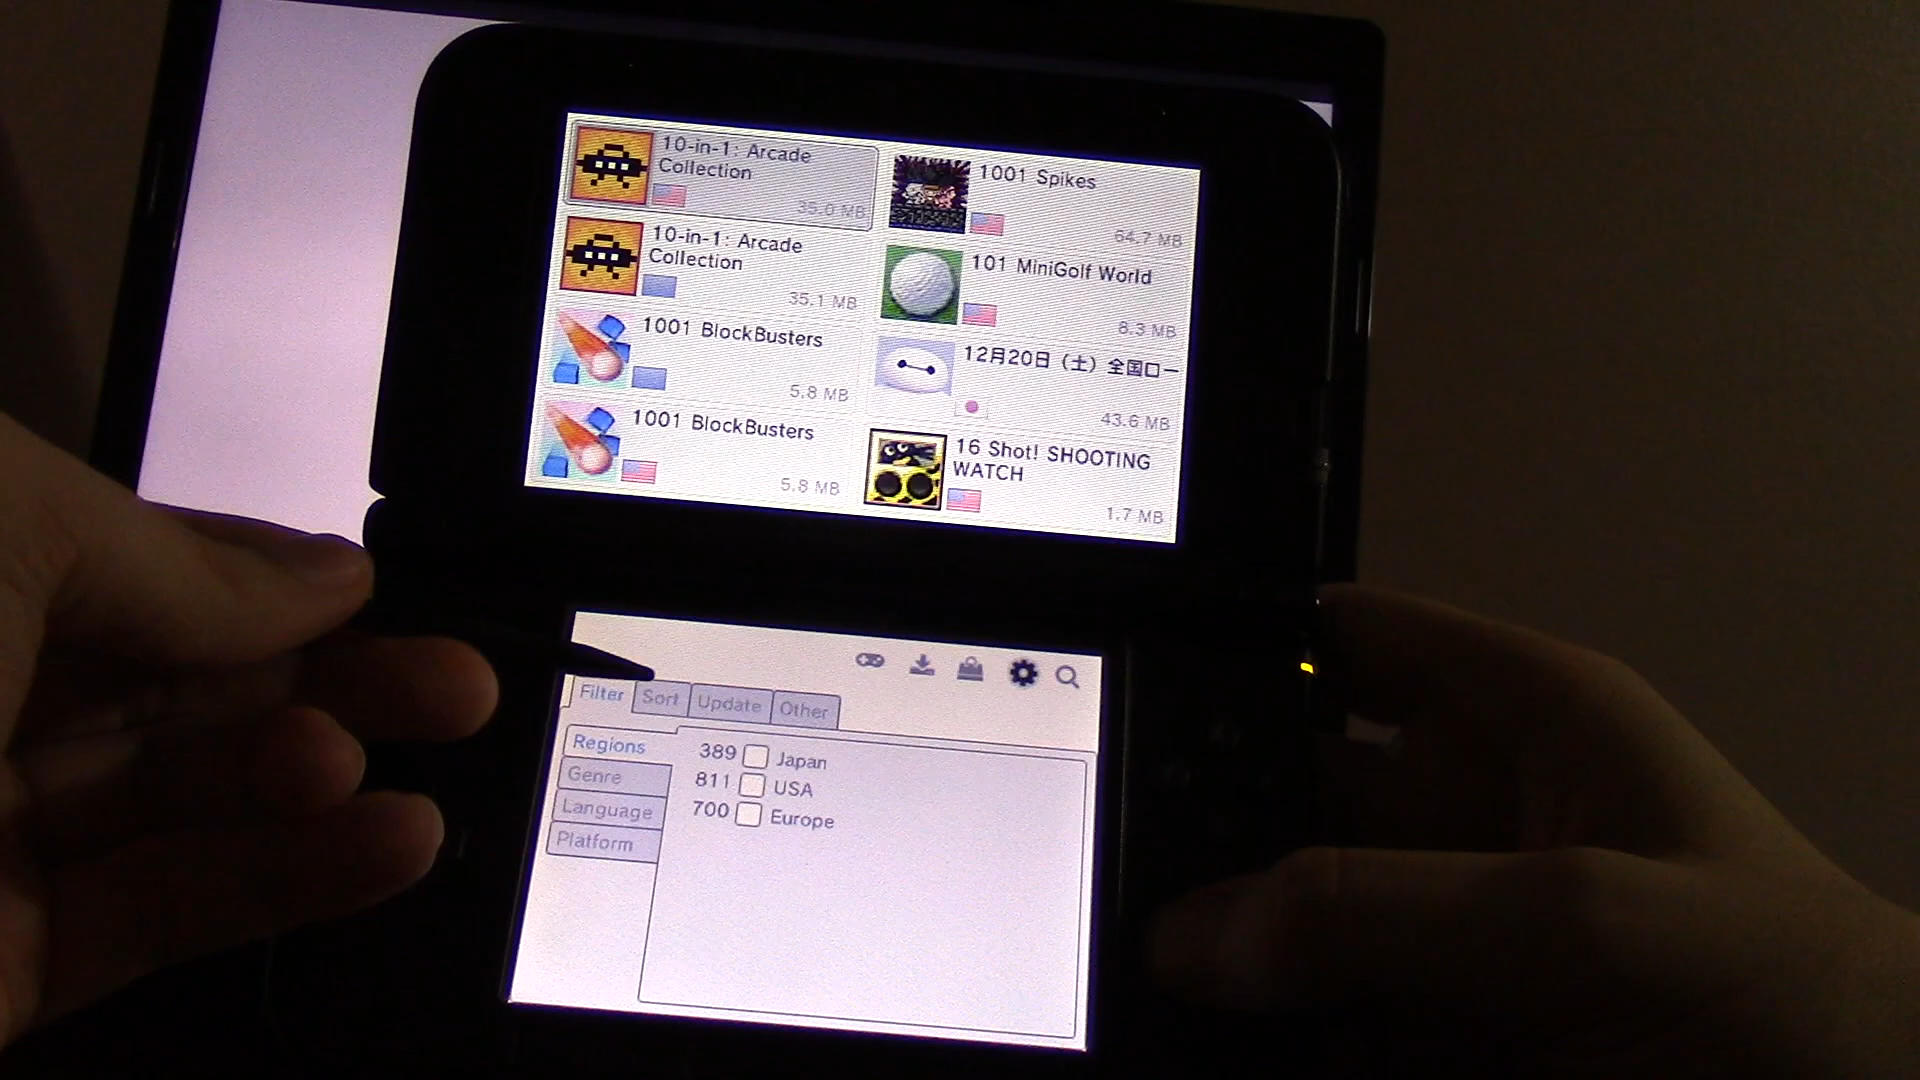 10-in-1: Arcade
Collection
35.0 MB
10-in-1: Arcade
Collection
35.1 MB
1001 BlockBusters
5.8 MB
1001 BlockBusters
5.8 MB
1001 Spikes
64.7 MB
101 MiniGolf World
8.3 MB
12月20日（土）全国ロー
43.6 MB
16 Shot! SHOOTING
WATCH
1.7 MB
Filter Sort Update Other
Regions
Genre
Language
Platform
389 Japan
811 USA
700 Europe